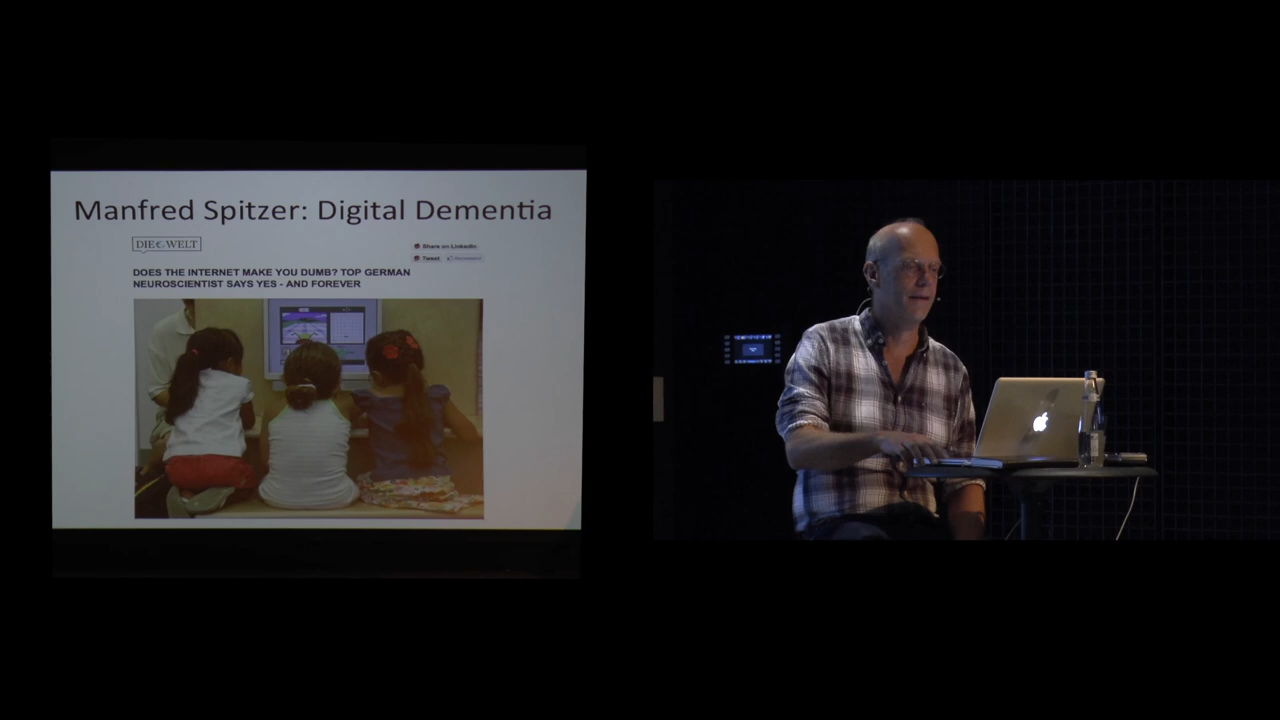 Manfred Spitzer: Digital Dementia
DIE WELT
Share on LinkedIn
Tweet
Recommend
DOES THE INTERNET MAKE YOU DUMB? TOP GERMAN
NEUROSCIENTIST SAYS YES - AND FOREVER